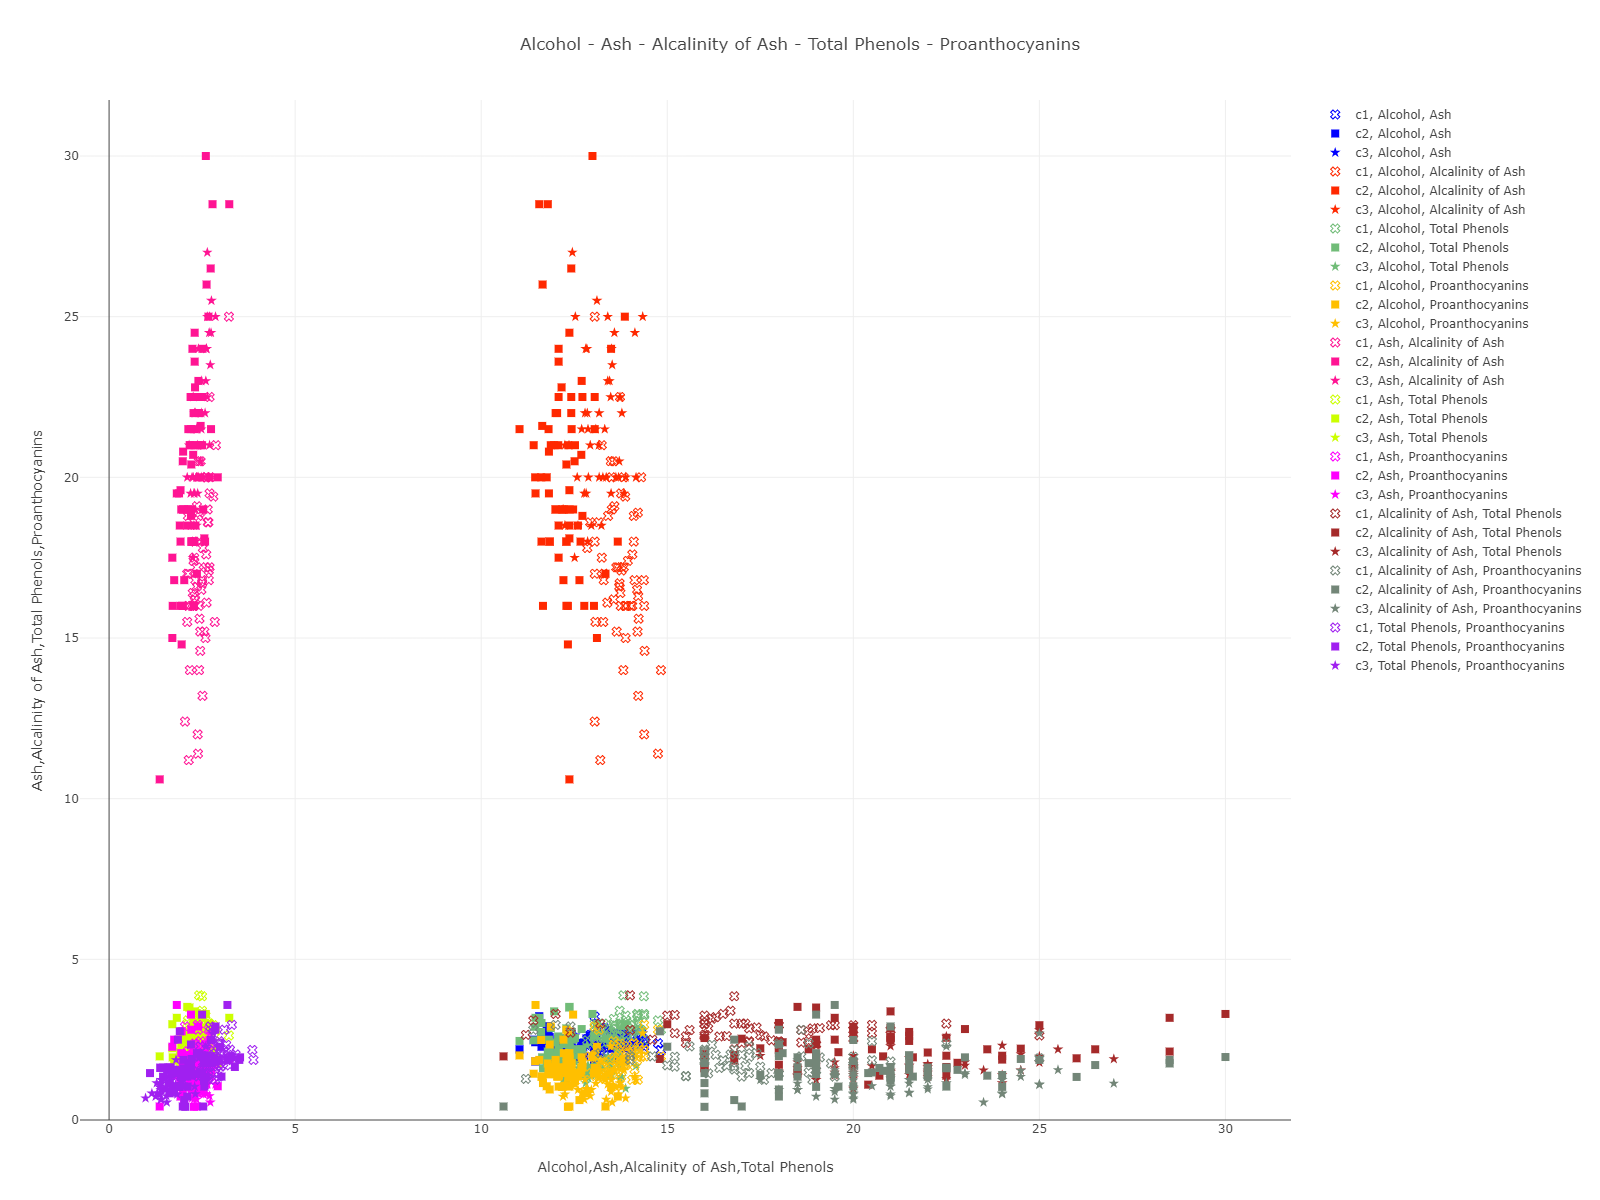 Alcohol - Ash - Alcalinity of Ash - Total Phenols - Proanthocyanins
c1, Alcohol, Ash
c2, Alcohol, Ash
c3, Alcohol, Ash
c1, Alcohol, Alcalinity of Ash
c2, Alcohol, Alcalinity of Ash
c3, Alcohol, Alcalinity of Ash
c1, Alcohol, Total Phenols
c2, Alcohol, Total Phenols
c3, Alcohol, Total Phenols
c1, Alcohol, Proanthocyanins
c2, Alcohol, Proanthocyanins
c3, Alcohol, Proanthocyanins
c1, Ash, Alcalinity of Ash
c2, Ash, Alcalinity of Ash
c3, Ash, Alcalinity of Ash
c1, Ash, Total Phenols
c2, Ash, Total Phenols
c3, Ash, Total Phenols
c1, Ash, Proanthocyanins
c2, Ash, Proanthocyanins
c3, Ash, Proanthocyanins
c1, Alcalinity of Ash, Total Phenols
c2, Alcalinity of Ash, Total Phenols
c3, Alcalinity of Ash, Total Phenols
c1, Alcalinity of Ash, Proanthocyanins
c2, Alcalinity of Ash, Proanthocyanins
c3, Alcalinity of Ash, Proanthocyanins
c1, Total Phenols, Proanthocyanins
c2, Total Phenols, Proanthocyanins
c3, Total Phenols, Proanthocyanins
Ash,Alcalinity of Ash,Total Phenols,Proanthocyanins
30
25
20
15
10
5
0
0 5 10 15 20 25 30
Alcohol,Ash,Alcalinity of Ash,Total Phenols